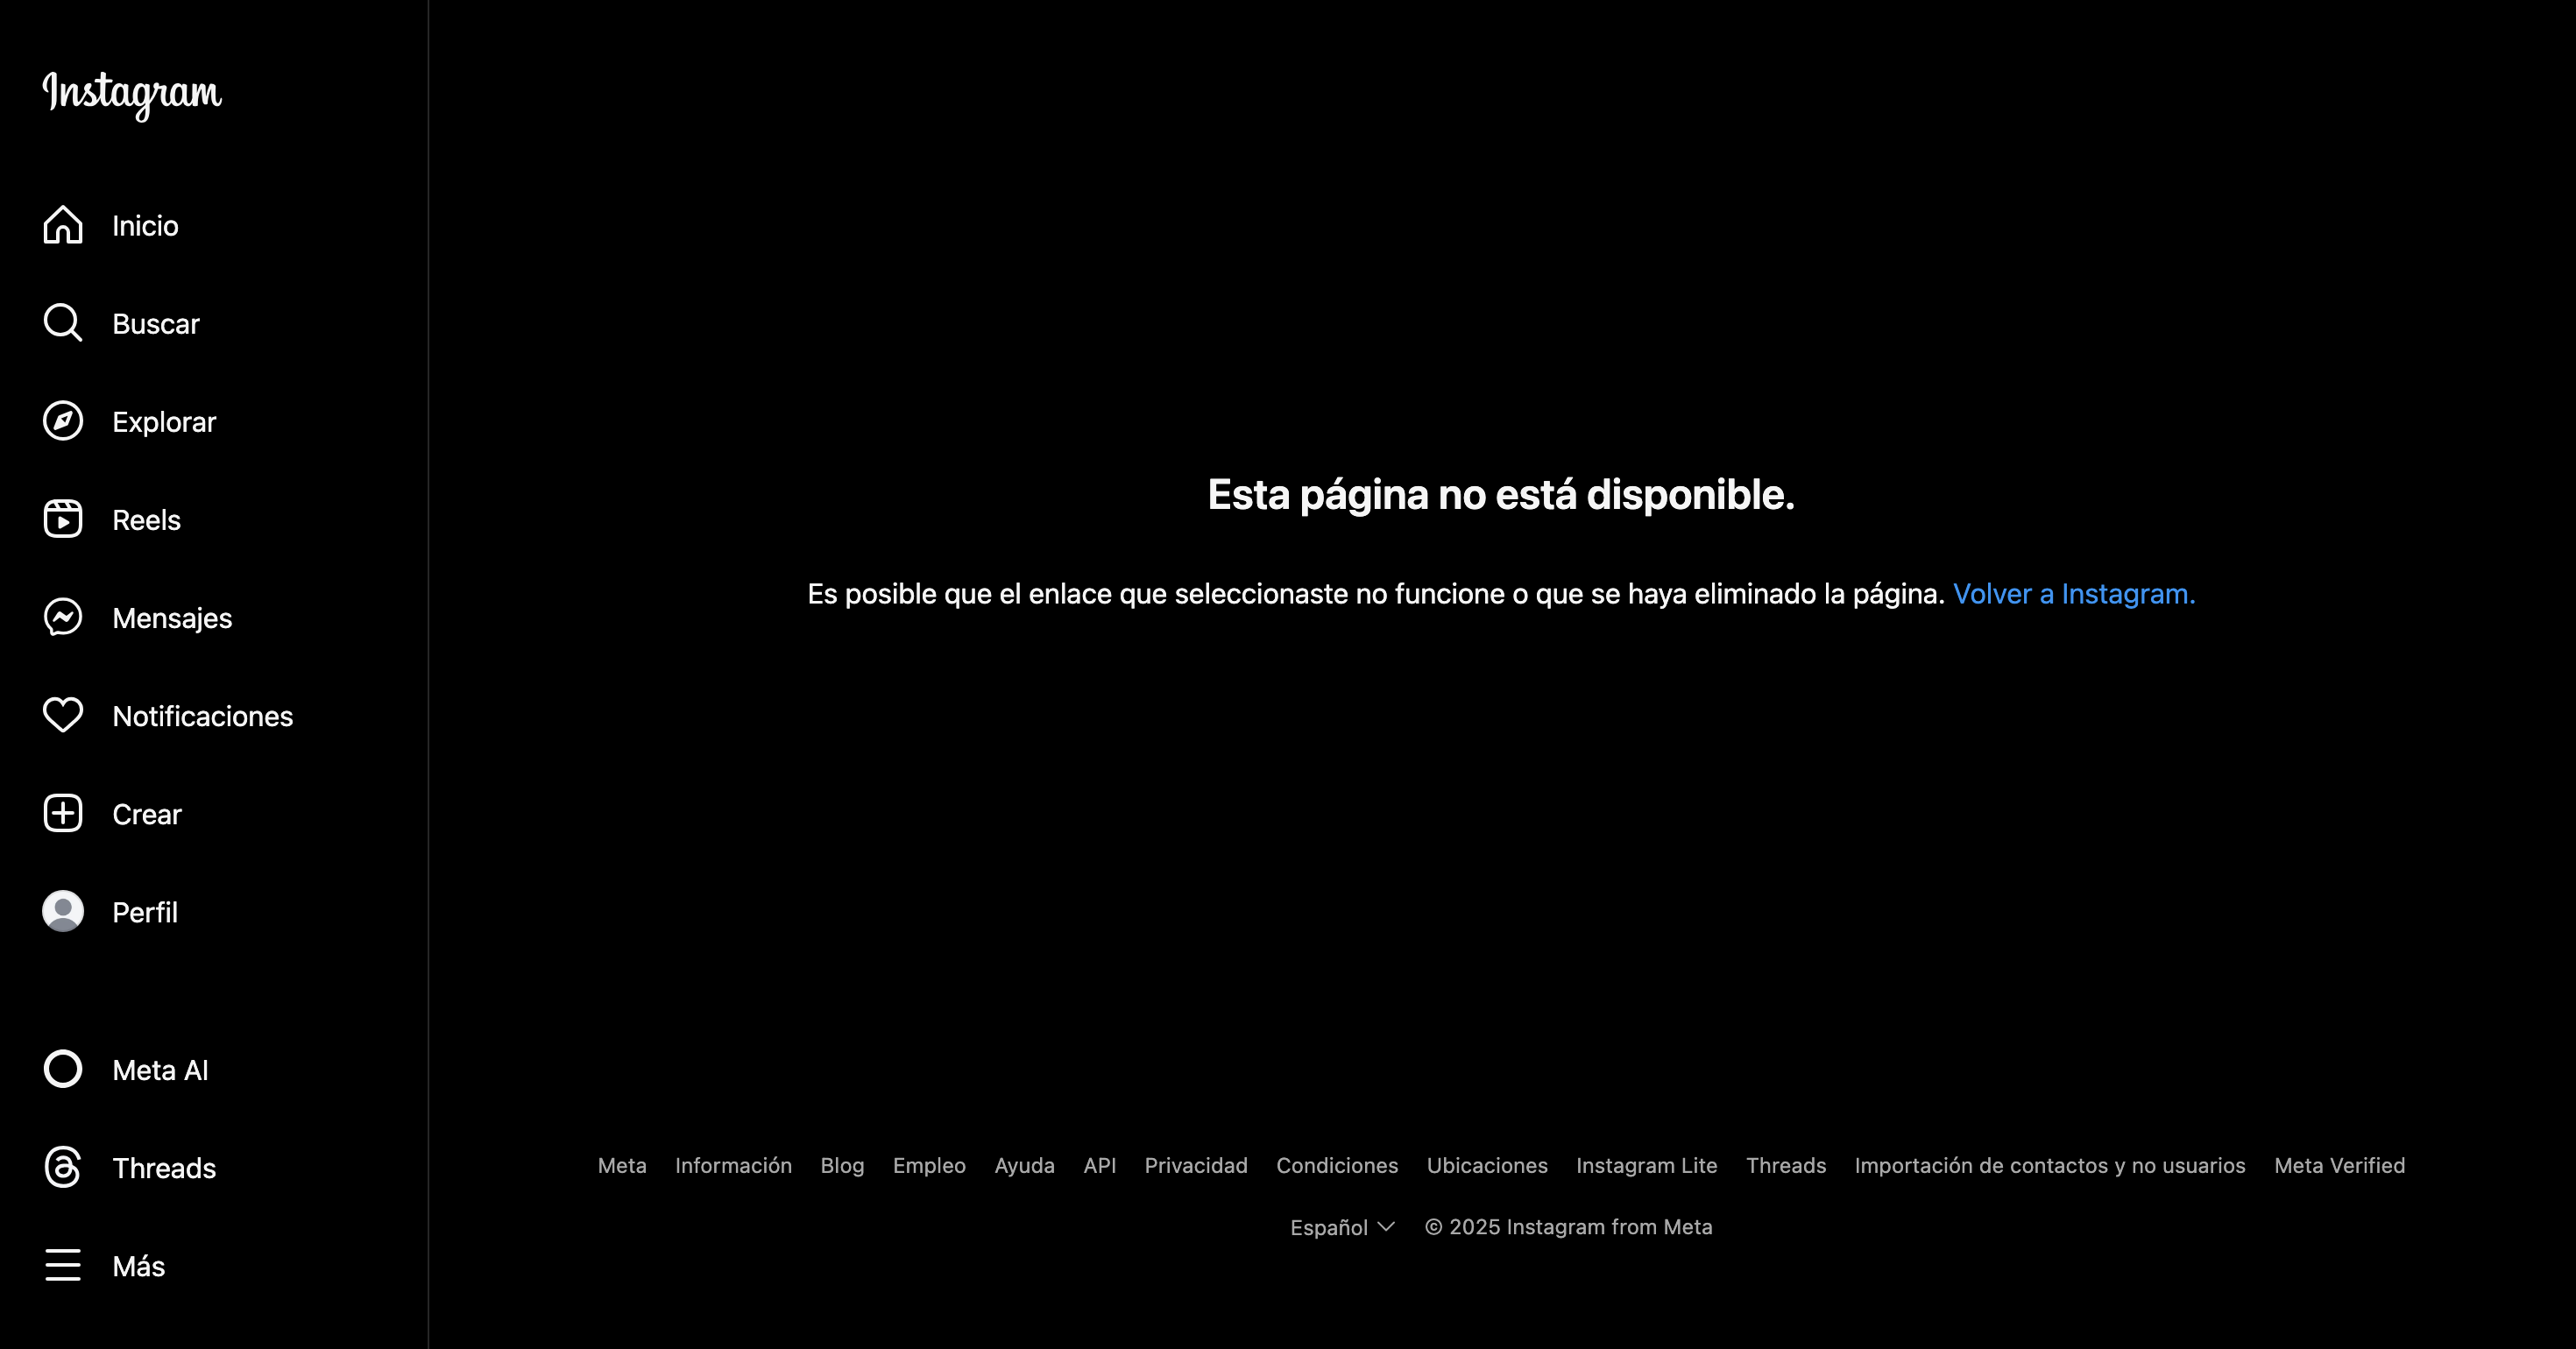 Instagram
Inicio
Buscar
Explorar
Reels
Mensajes
Notificaciones
Crear
Perfil
Meta AI
Threads
Más
Esta página no está disponible.
Es posible que el enlace que seleccionaste no funcione o que se haya eliminado la página. Volver a Instagram.
Meta Información Blog Empleo Ayuda API Privacidad Condiciones Ubicaciones Instagram Lite Threads Importación de contactos y no usuarios Meta Verified
Español © 2025 Instagram from Meta